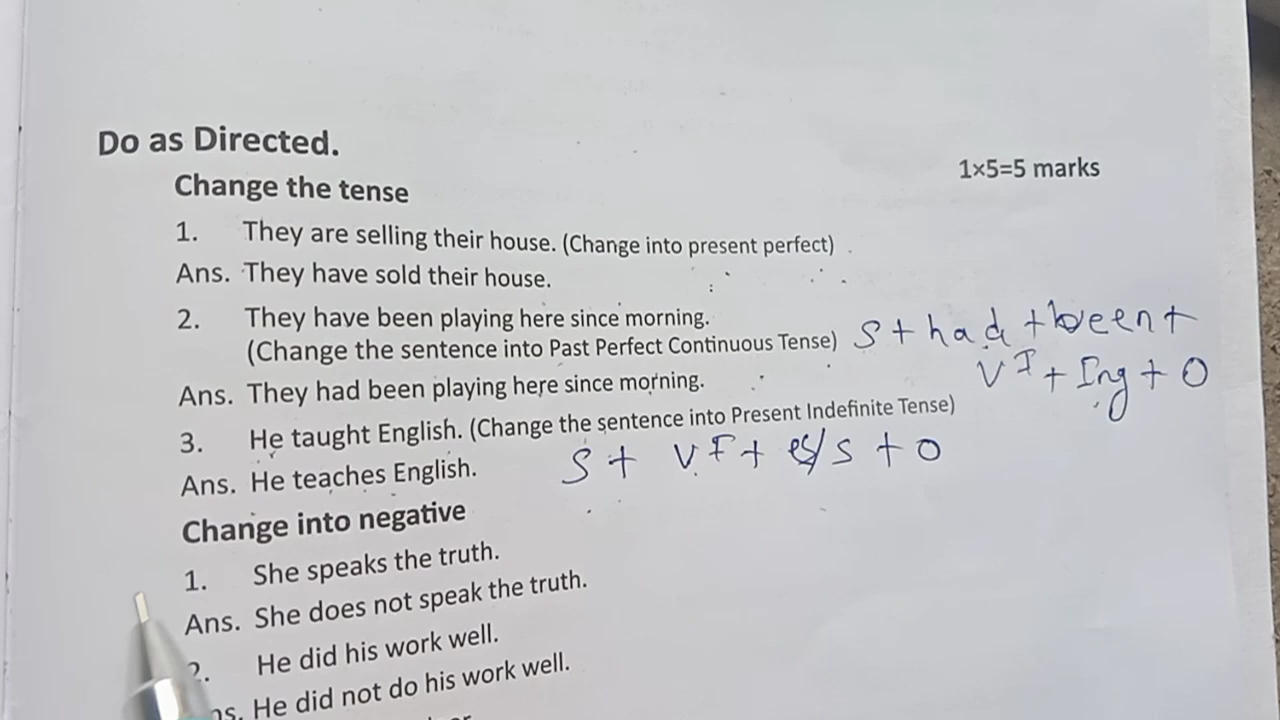 Do as Directed.
1×5=5 marks
Change the tense
1. They are selling their house. (Change into present perfect)
Ans. They have sold their house.
2. They have been playing here since morning.
(Change the sentence into Past Perfect Continuous Tense) S + had + been +
V I + Ing + O
Ans. They had been playing here since morning.
3. He taught English. (Change the sentence into Present Indefinite Tense)
Ans. He teaches English. S + V I + es/s + O
Change into negative
1. She speaks the truth.
Ans. She does not speak the truth.
2. He did his work well.
ns. He did not do his work well.